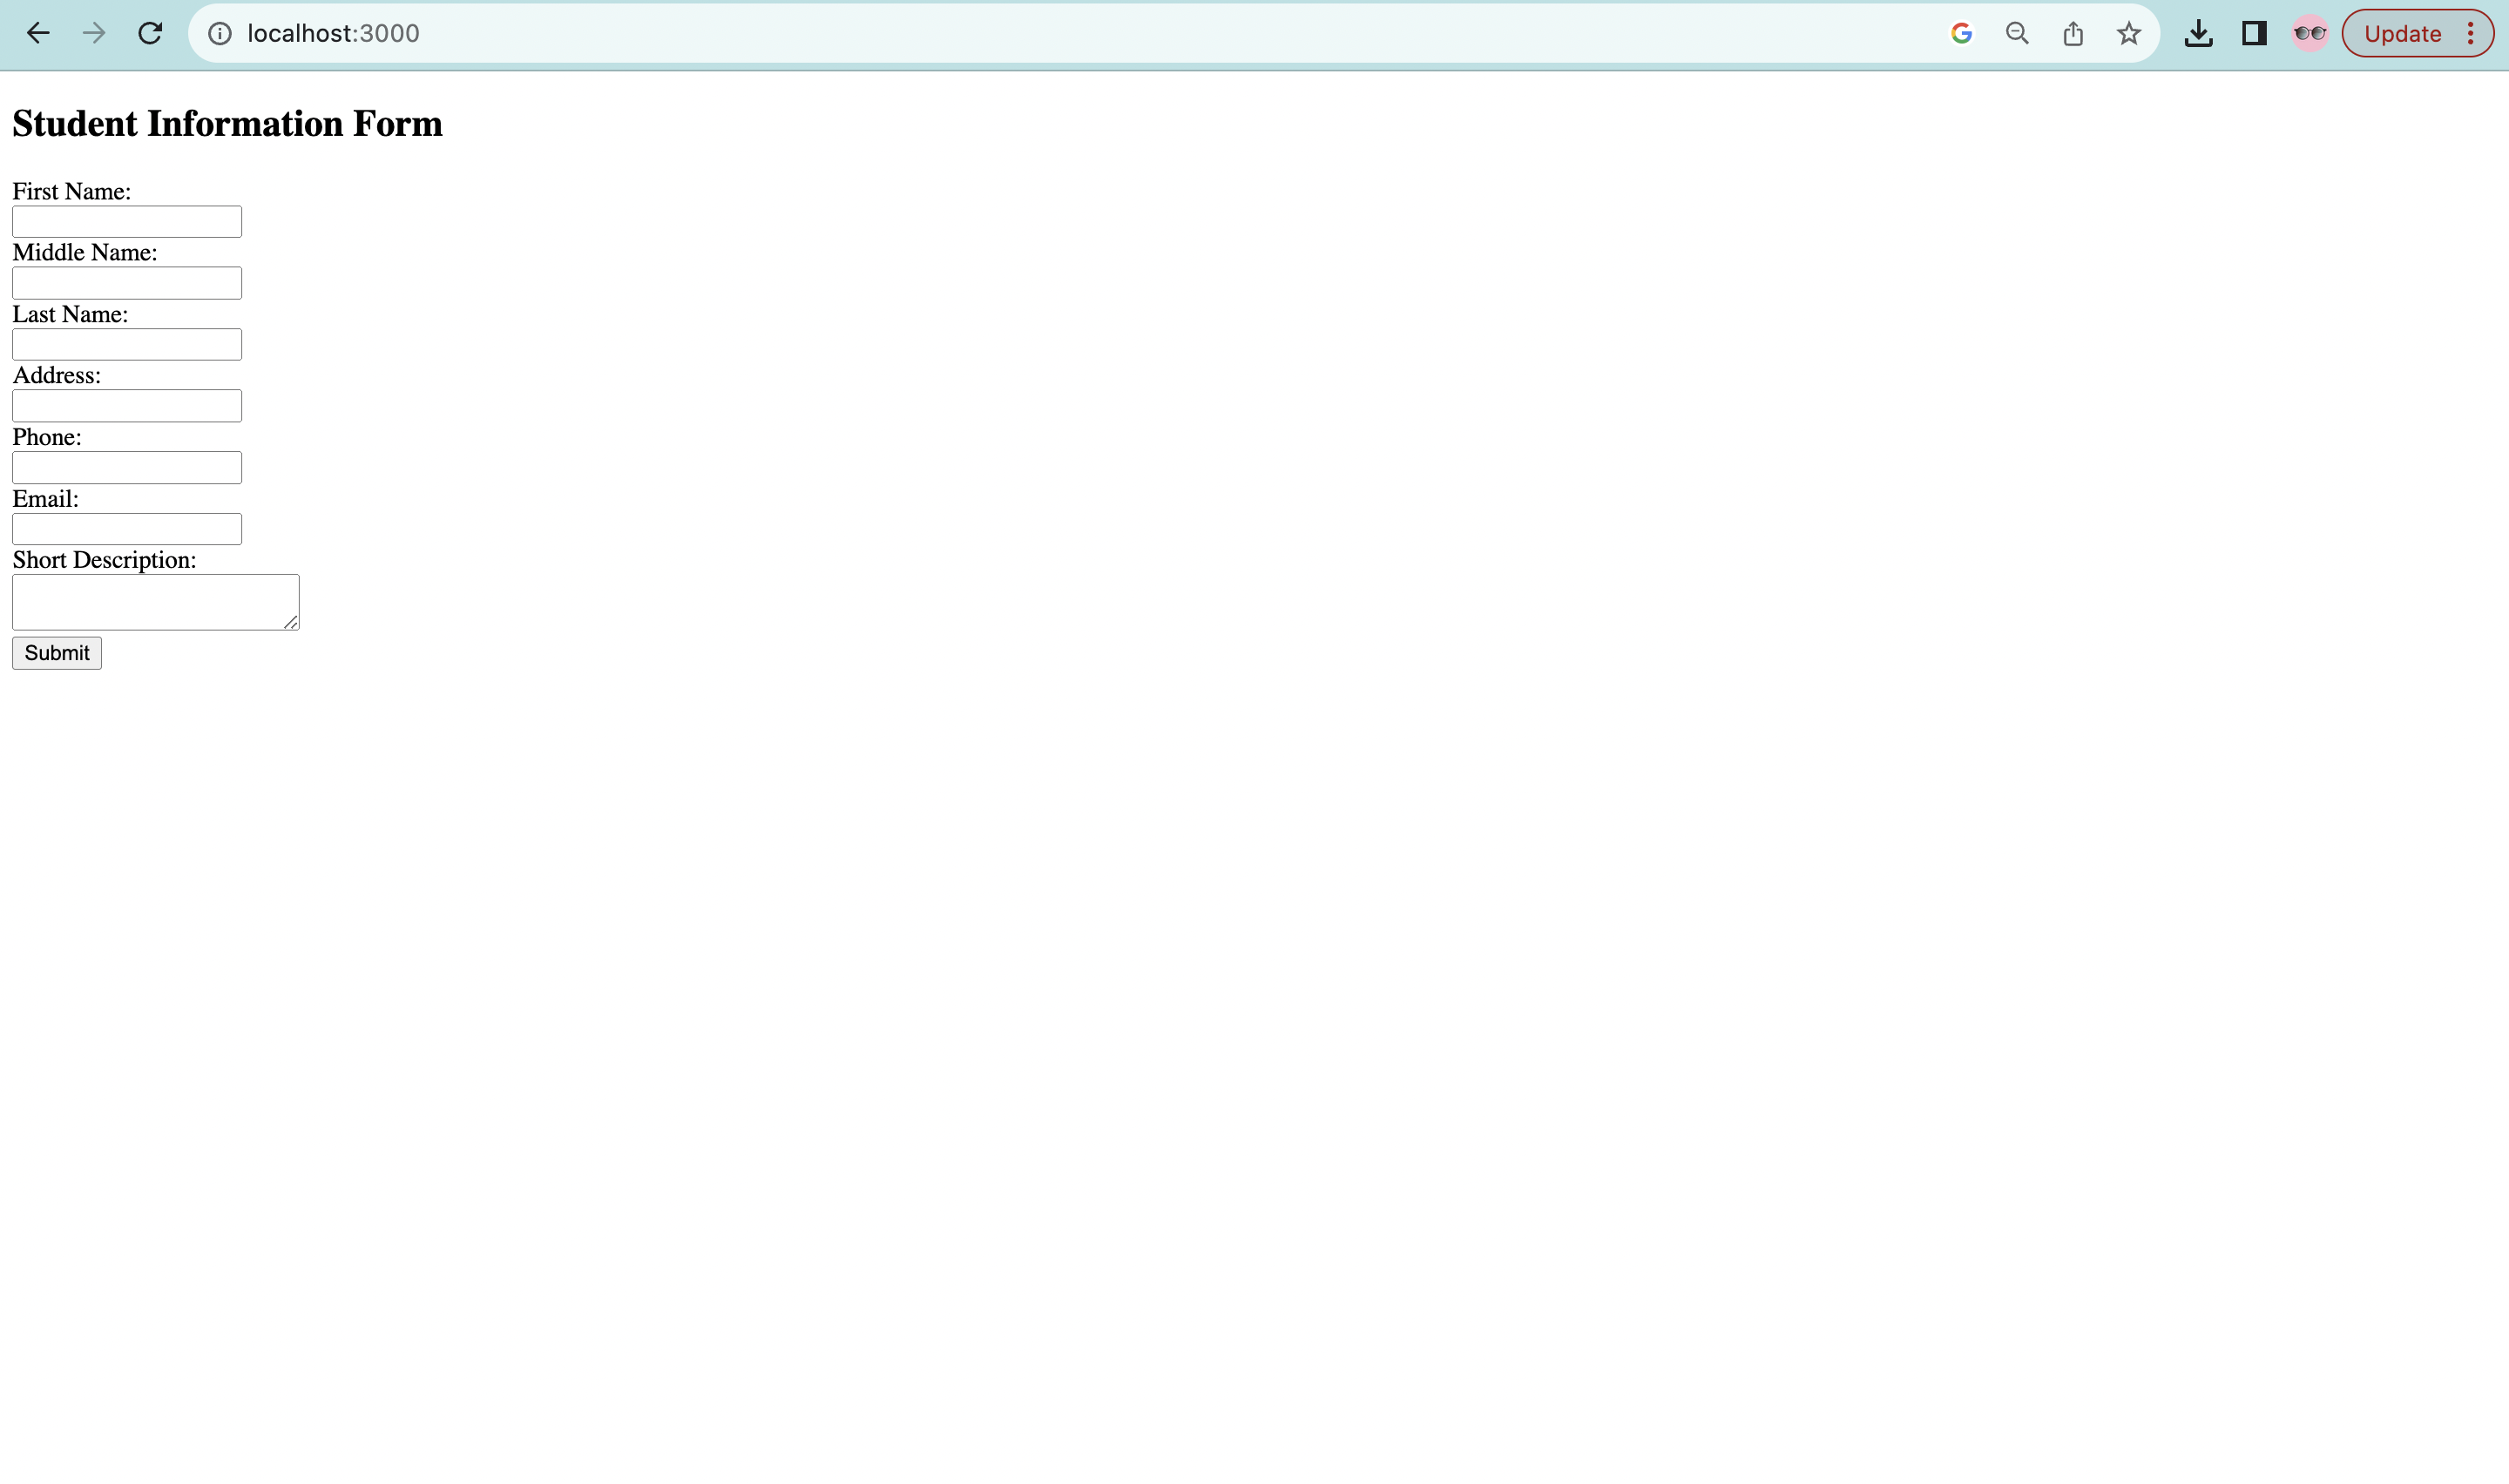 localhost:3000
Update
Student Information Form
First Name:
Middle Name:
Last Name:
Address:
Phone:
Email:
Short Description:
Submit